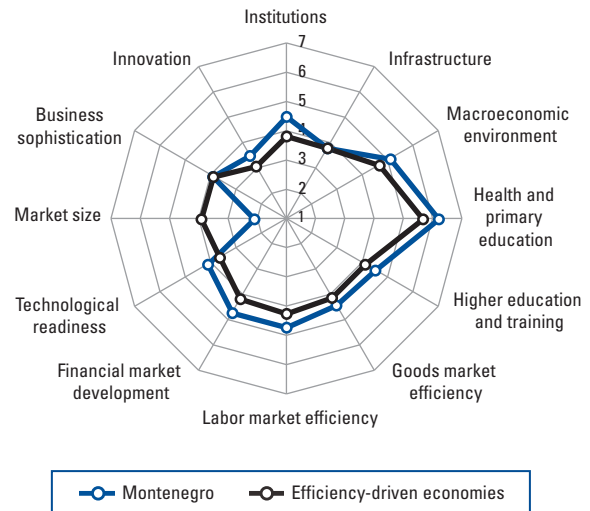 Institutions
7
Innovation
Infrastructure
6
5
Business
sophistication
Macroeconomic
environment
4
3
2
Market size
1
Health and
primary
education
Technological
readiness
Higher education
and training
Financial market
development
Goods market
efficiency
Labor market efficiency
Montenegro
Efficiency-driven economies